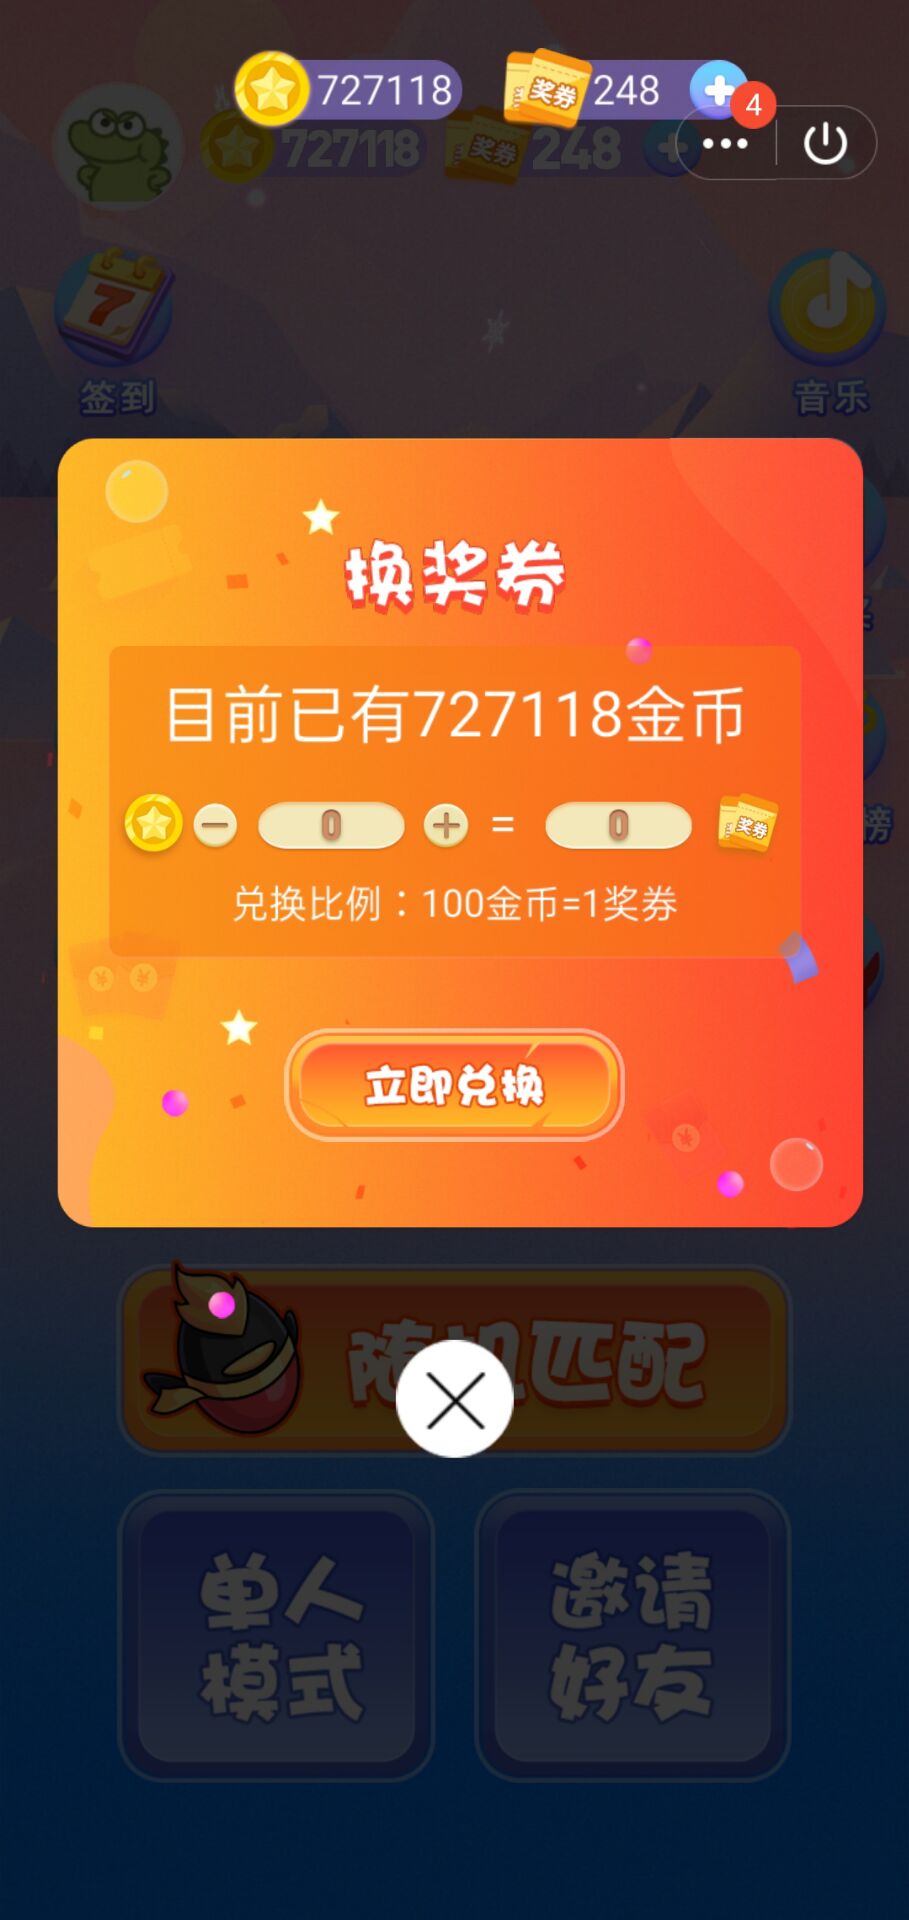 727118
奖券
248
4
727118
奖券
248
7
签到
音乐
换奖券
目前已有727118金币
0
=
0
奖券
兑换比例：100金币=1奖券
榜
立即兑换
随机匹配
单人
模式
邀请
好友